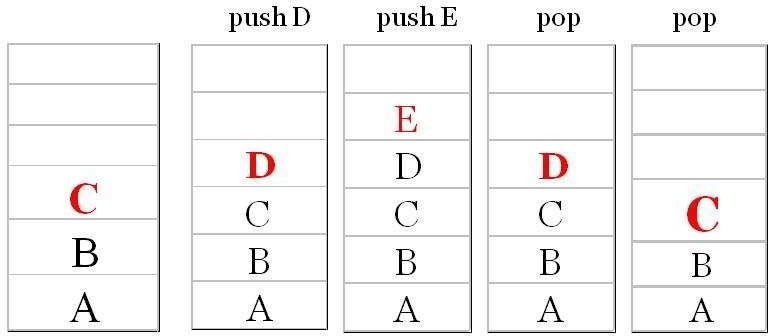 push D push E pop pop
E
D D D
C C C C C
B B B B B
A A A A A